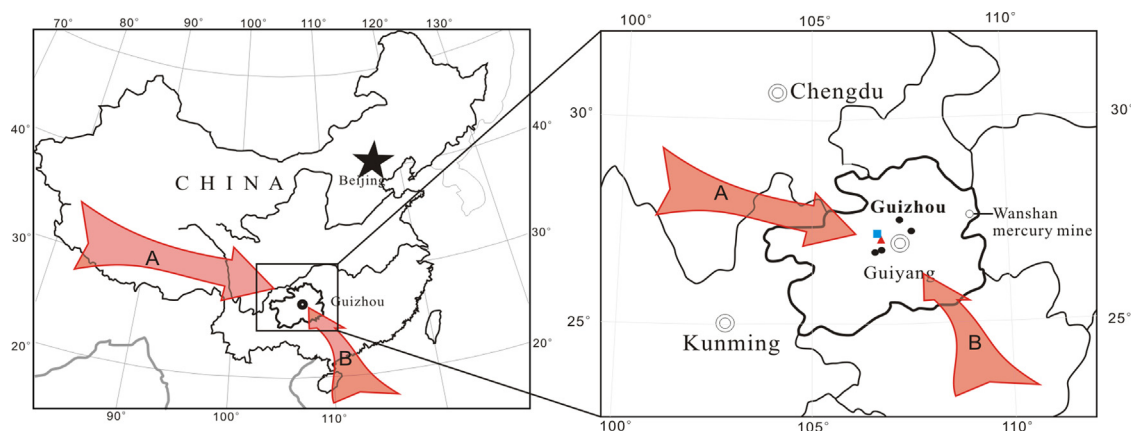 70° 80° 90° 100° 110° 120° 130°
40° 40°
30° 30°
20° 20°
90° 100° 110°
CHINA
Beijing
A
Guizhou
B
100° 105° 110°
30° 30°
25° 25°
100° 105° 110°
Chengdu
A
Guizhou
Wanshan
mercury mine
Guiyang
Kunming
B